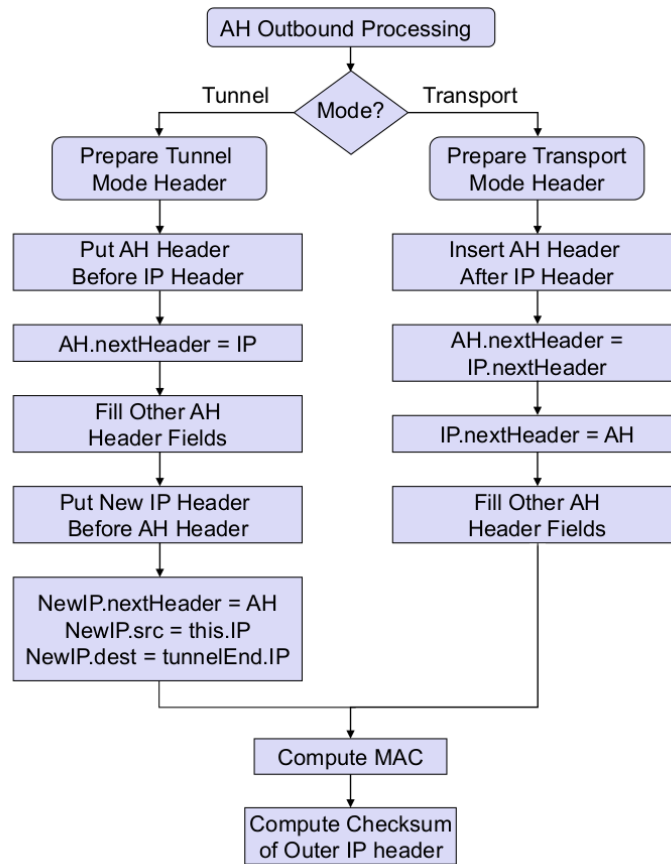 AH Outbound Processing
Mode?
Tunnel
Transport
Prepare Tunnel
Mode Header
Put AH Header
Before IP Header
AH.nextHeader = IP
Fill Other AH
Header Fields
Put New IP Header
Before AH Header
NewIP.nextHeader = AH
NewIP.src = this.IP
NewIP.dest = tunnelEnd.IP
Prepare Transport
Mode Header
Insert AH Header
After IP Header
AH.nextHeader =
IP.nextHeader
IP.nextHeader = AH
Fill Other AH
Header Fields
Compute MAC
Compute Checksum
of Outer IP header